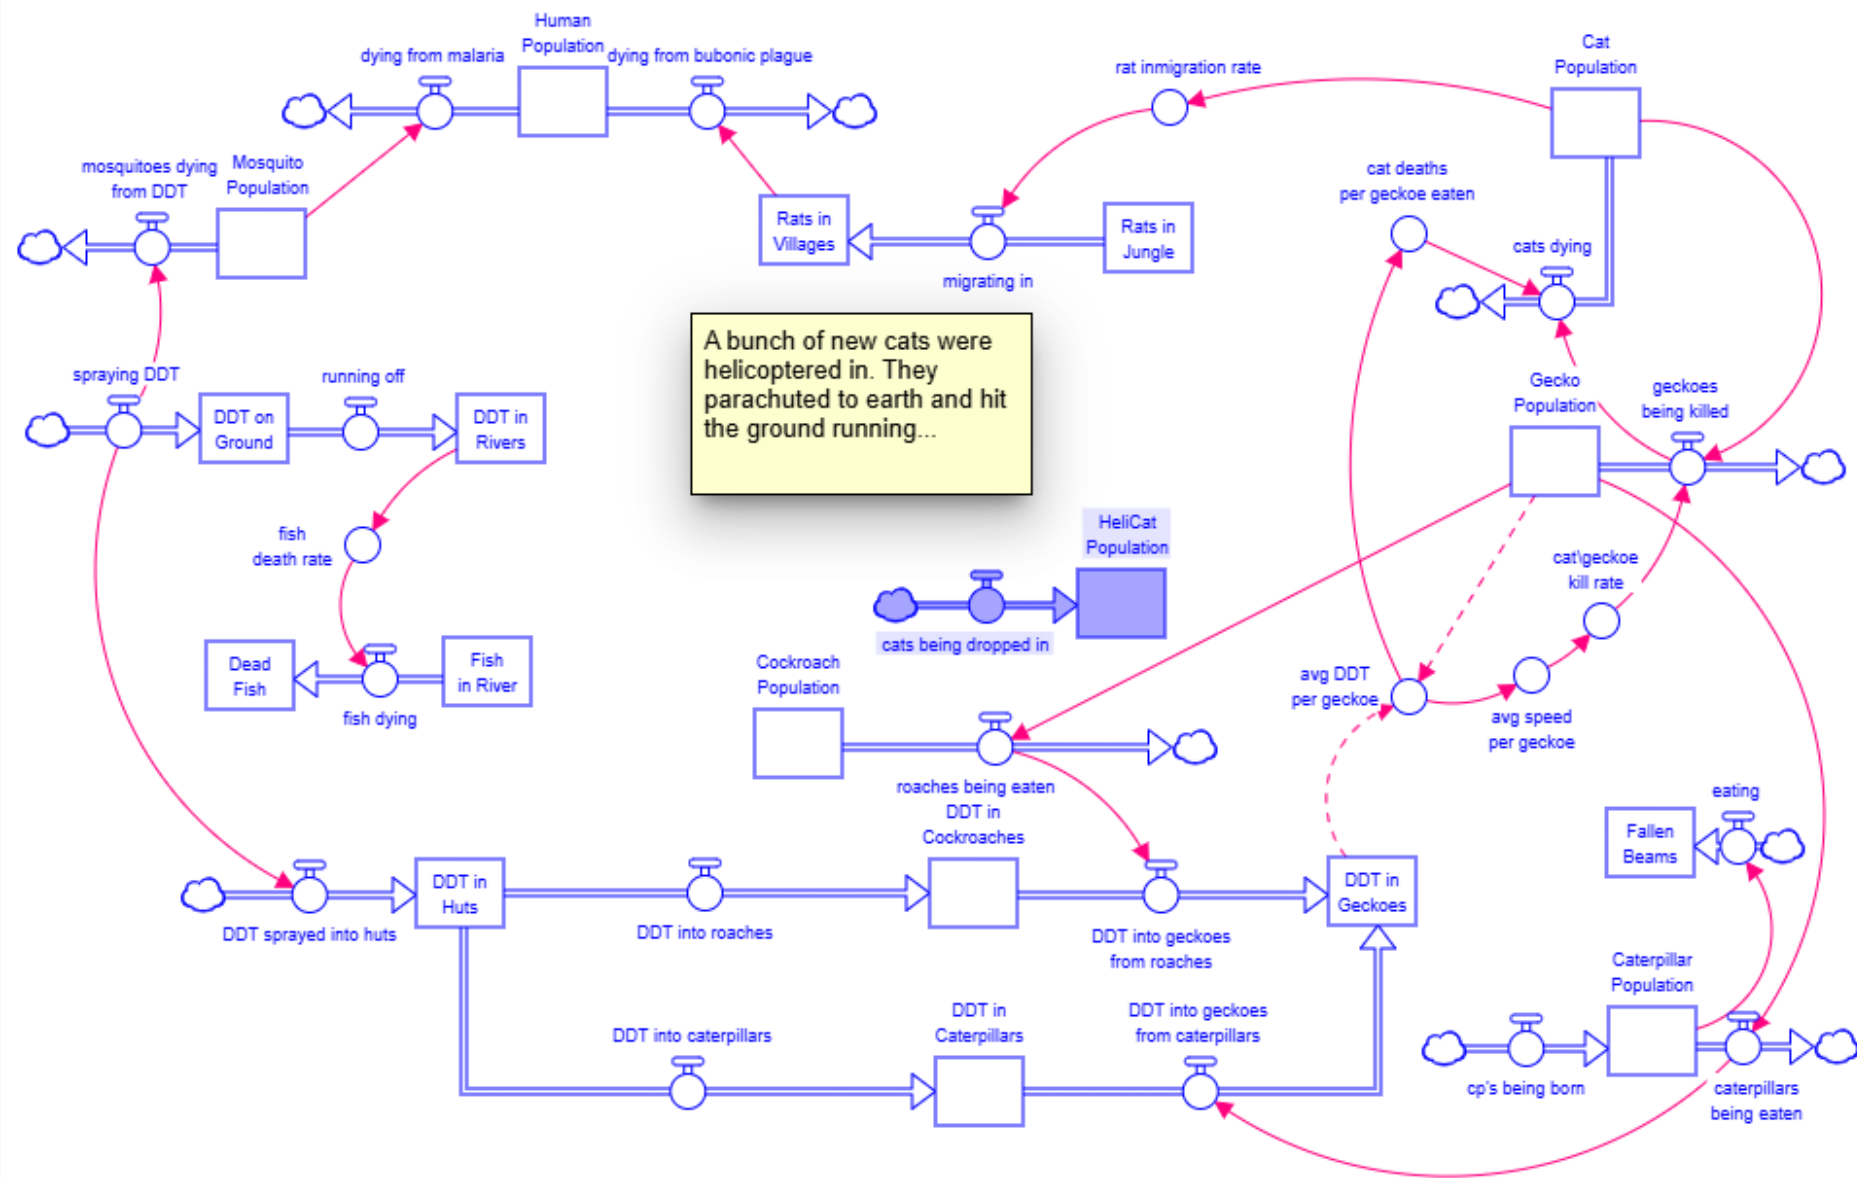 Human
Population
dying from malaria
dying from bubonic plague
rat inmigration rate
Cat
Population
mosquitoes dying
from DDT
Mosquito
Population
cat deaths
per geckoe eaten
Rats in
Villages
Rats in
Jungle
migrating in
cats dying
A bunch of new cats were
helicoptered in. They
parachuted to earth and hit
the ground running...
spraying DDT
running off
DDT on
Ground
DDT in
Rivers
Gecko
Population
geckoes
being killed
fish
death rate
HeliCat
Population
cats being dropped in
cat\geckoe
kill rate
Dead
Fish
Fish
in River
fish dying
Cockroach
Population
avg DDT
per geckoe
avg speed
per geckoe
roaches being eaten
DDT in
Cockroaches
eating
Fallen
Beams
DDT in
Huts
DDT in
Geckoes
DDT sprayed into huts
DDT into roaches
DDT into geckoes
from roaches
Caterpillar
Population
DDT into caterpillars
DDT in
Caterpillars
DDT into geckoes
from caterpillars
cp's being born
caterpillars
being eaten